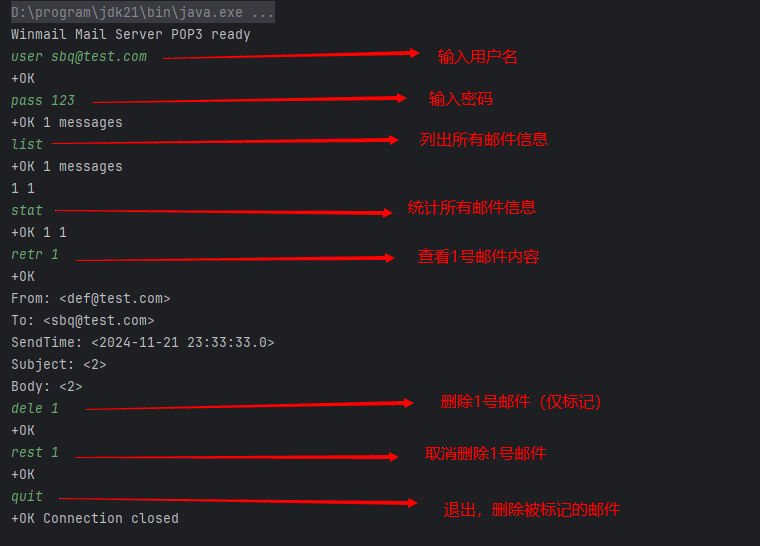 D:\program\jdk21\bin\java.exe ...
Winmail Mail Server POP3 ready
user sbq@test.com 输入用户名
+OK
pass 123 输入密码
+OK 1 messages
list 列出所有邮件信息
+OK 1 messages
1 1
stat 统计所有邮件信息
+OK 1 1
retr 1 查看1号邮件内容
+OK
From: <def@test.com>
To: <sbq@test.com>
SendTime: <2024-11-21 23:33:33.0>
Subject: <2>
Body: <2>
dele 1 删除1号邮件（仅标记）
+OK
rest 1 取消删除1号邮件
+OK
quit 退出，删除被标记的邮件
+OK Connection closed